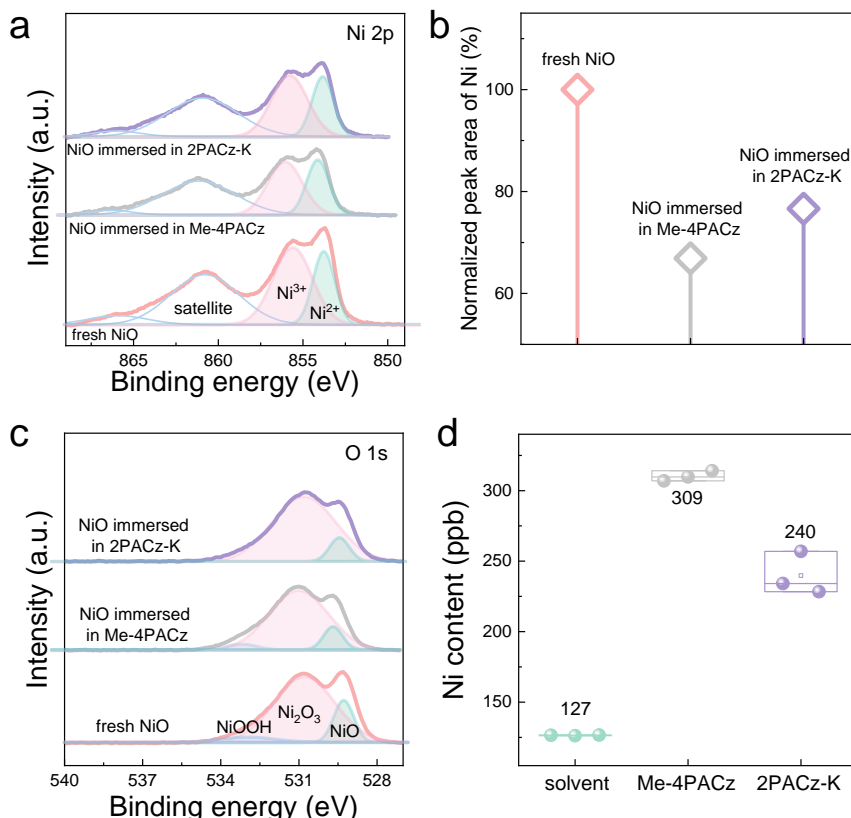 a
Ni 2p
Intensity (a.u.)
NiO immersed in 2PACz-K
NiO immersed in Me-4PACz
satellite
Ni³⁺
Ni²⁺
fresh NiO
865
860
855
850
Binding energy (eV)
b
Normalized peak area of Ni (%)
100
80
60
fresh NiO
NiO immersed
in Me-4PACz
NiO immersed
in 2PACz-K
c
O 1s
Intensity (a.u.)
NiO immersed
in 2PACz-K
NiO immersed
in Me-4PACz
fresh NiO
NiOOH
Ni₂O₃
NiO
540
537
534
531
528
Binding energy (eV)
d
Ni content (ppb)
300
250
200
150
127
309
240
solvent
Me-4PACz
2PACz-K